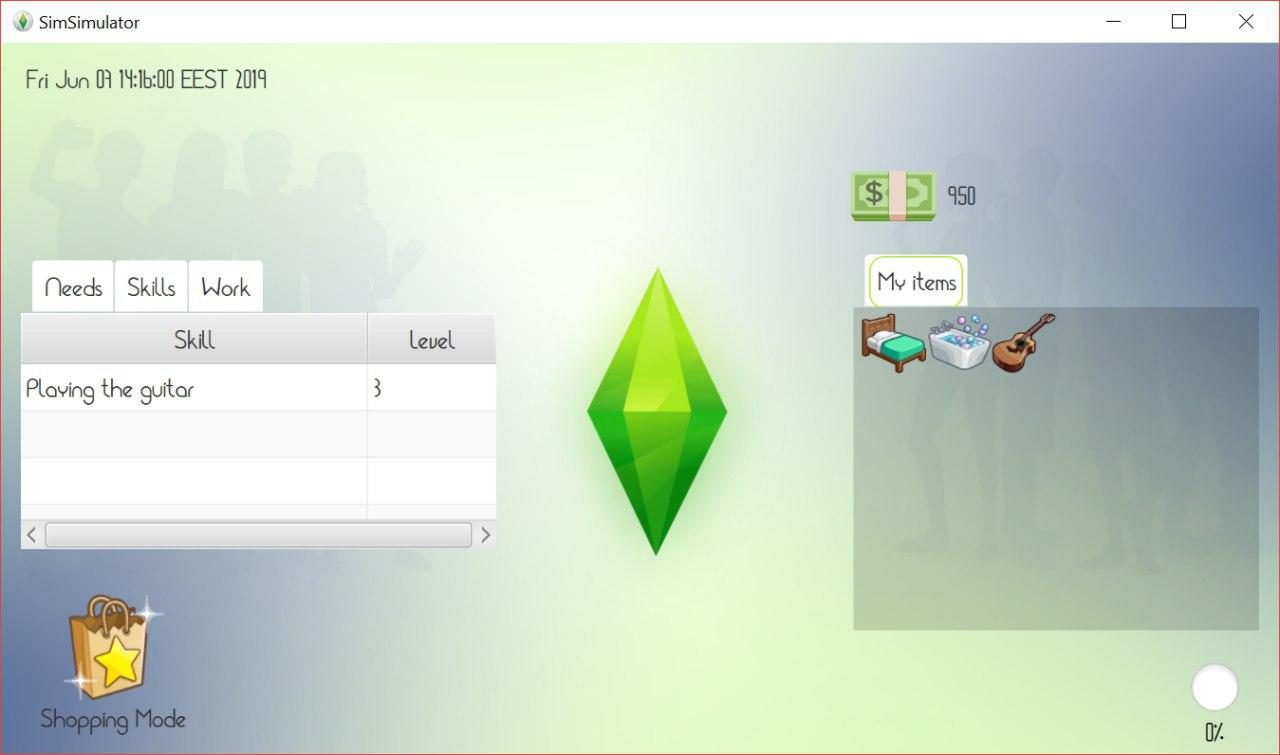 SimSimulator
Fri Jun 07 14:16:00 EEST 2019
$ 950
Needs Skills Work
My items
Skill Level
Playing the guitar 3
Shopping Mode
0%